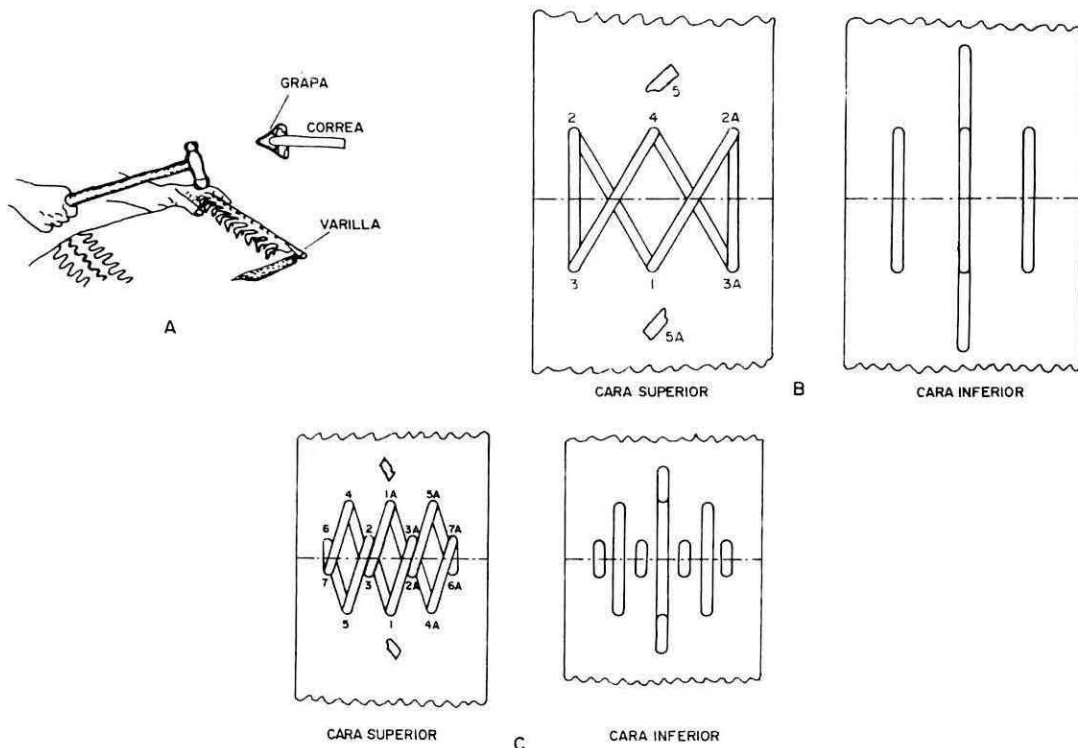 GRAPA
CORREA
VARILLA
A
5
2 4 2A
3 1 3A
5A
CARA SUPERIOR
B
CARA INFERIOR
4 1A 5A
6 2 3A 7A
7 3 2A 6A
5 1 4A
CARA SUPERIOR
C
CARA INFERIOR